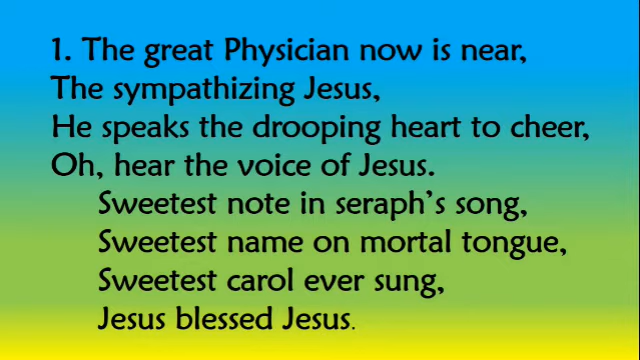 1. The great Physician now is near,
The sympathizing Jesus,
He speaks the drooping heart to cheer,
Oh, hear the voice of Jesus.
Sweetest note in seraph’s song,
Sweetest name on mortal tongue,
Sweetest carol ever sung,
Jesus blessed Jesus.